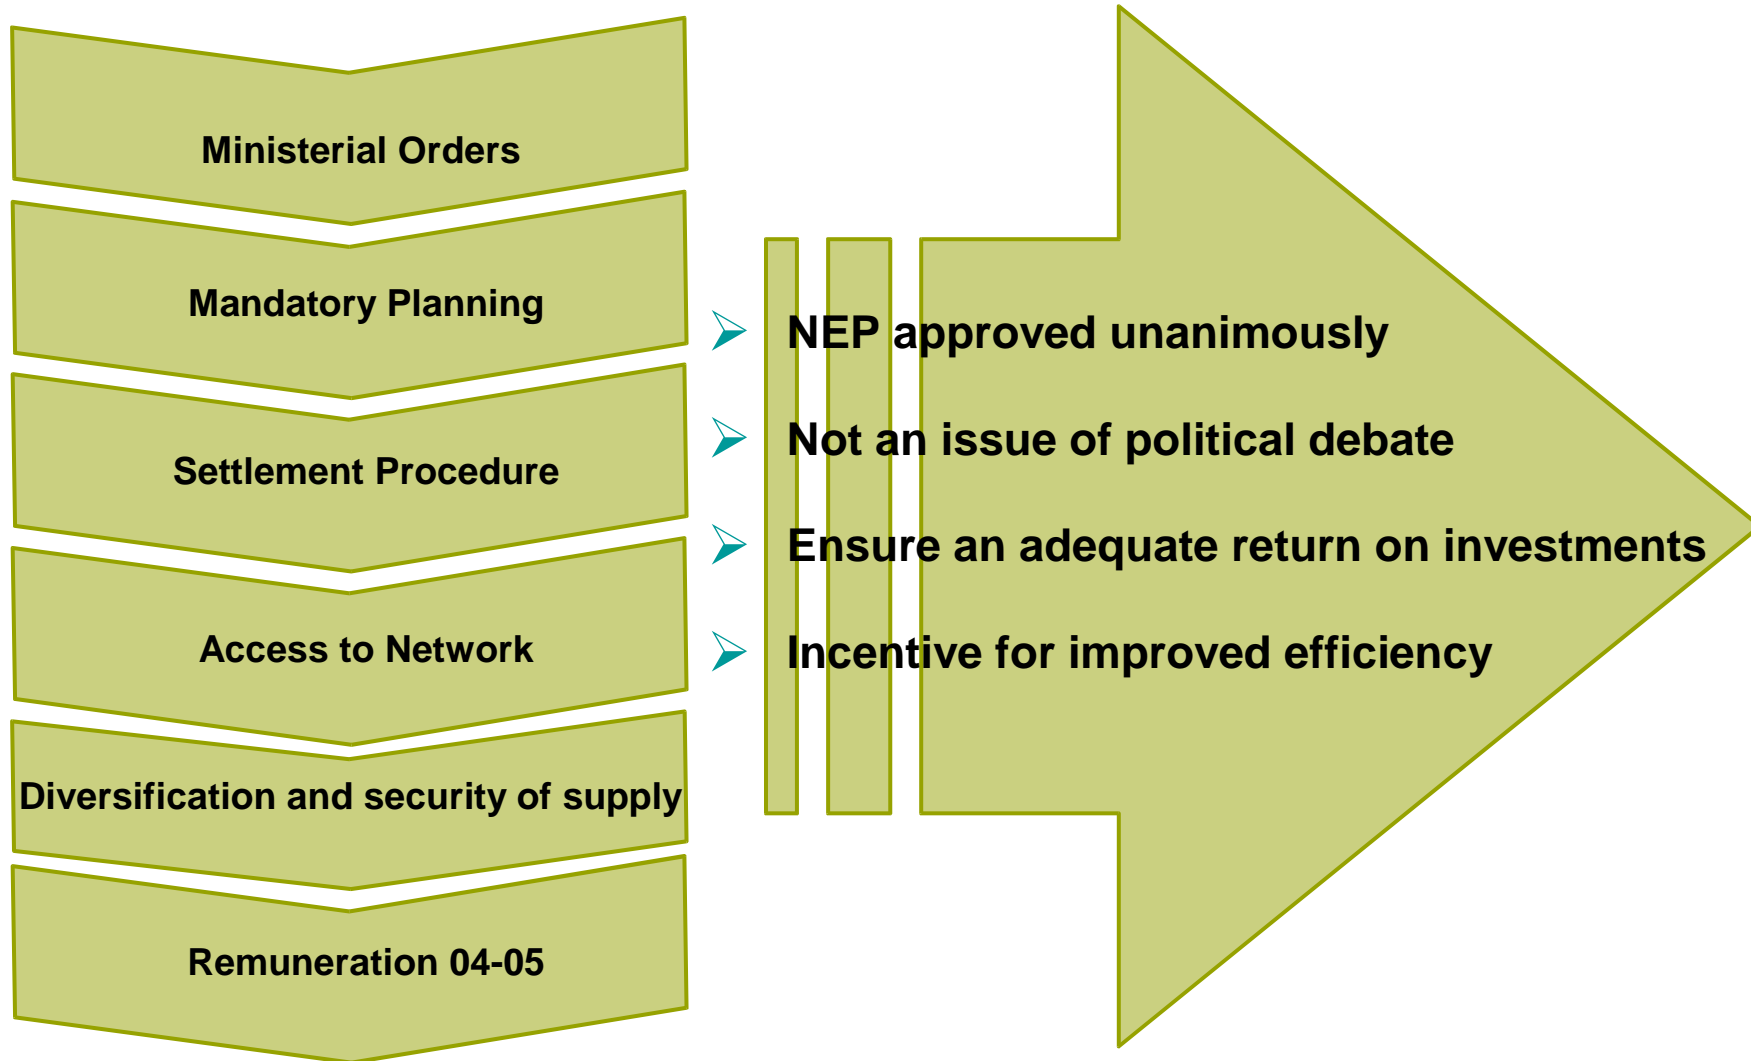 Ministerial Orders
Mandatory Planning
Settlement Procedure
Access to Network
Diversification and security of supply
Remuneration 04-05
NEP approved unanimously
Not an issue of political debate
Ensure an adequate return on investments
Incentive for improved efficiency